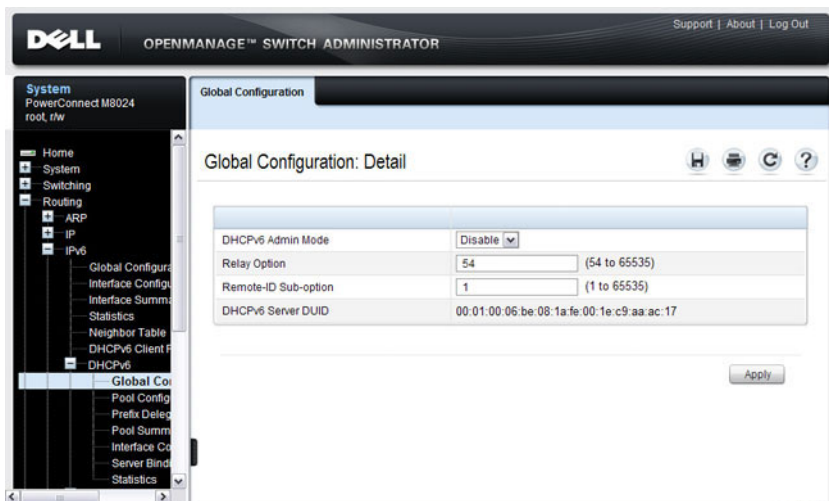 Support | About | Log Out
DELL OPENMANAGE™ SWITCH ADMINISTRATOR
System
PowerConnect M8024
root, r/w
Home
System
Switching
Routing
ARP
IP
IPv6
Global Configura
Interface Configu
Interface Summa
Statistics
Neighbor Table
DHCPv6 Client P
DHCPv6
Global Co
Pool Config
Prefix Deleg
Pool Summ
Interface Co
Server Bindi
Statistics
Global Configuration
Global Configuration: Detail
DHCPv6 Admin Mode Disable
Relay Option 54 (54 to 65535)
Remote-ID Sub-option 1 (1 to 65535)
DHCPv6 Server DUID 00:01:00:06:be:08:1a:fe:00:1e:c9:aa:ac:17
Apply